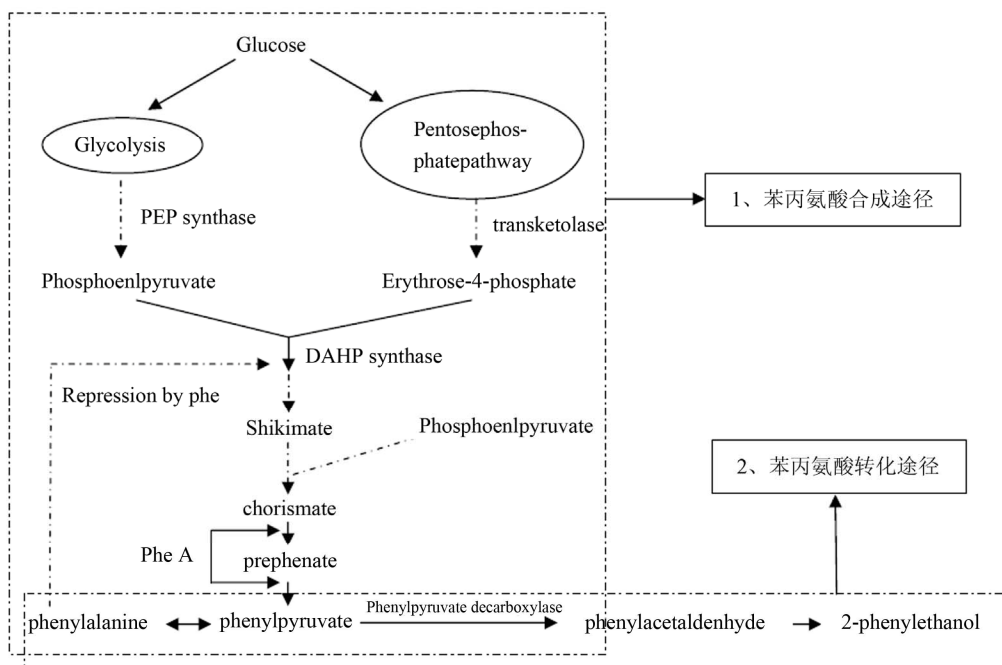 Glucose
Glycolysis
Pentosephos-
phatepathway
1、苯丙氨酸合成途径
PEP synthase
transketolase
Phosphoenlpyruvate
Erythrose-4-phosphate
DAHP synthase
Repression by phe
Shikimate
Phosphoenlpyruvate
2、苯丙氨酸转化途径
chorismate
Phe A
prephenate
phenylalanine
phenylpyruvate
Phenylpyruvate decarboxylase
phenylacetaldenhyde
2-phenylethanol